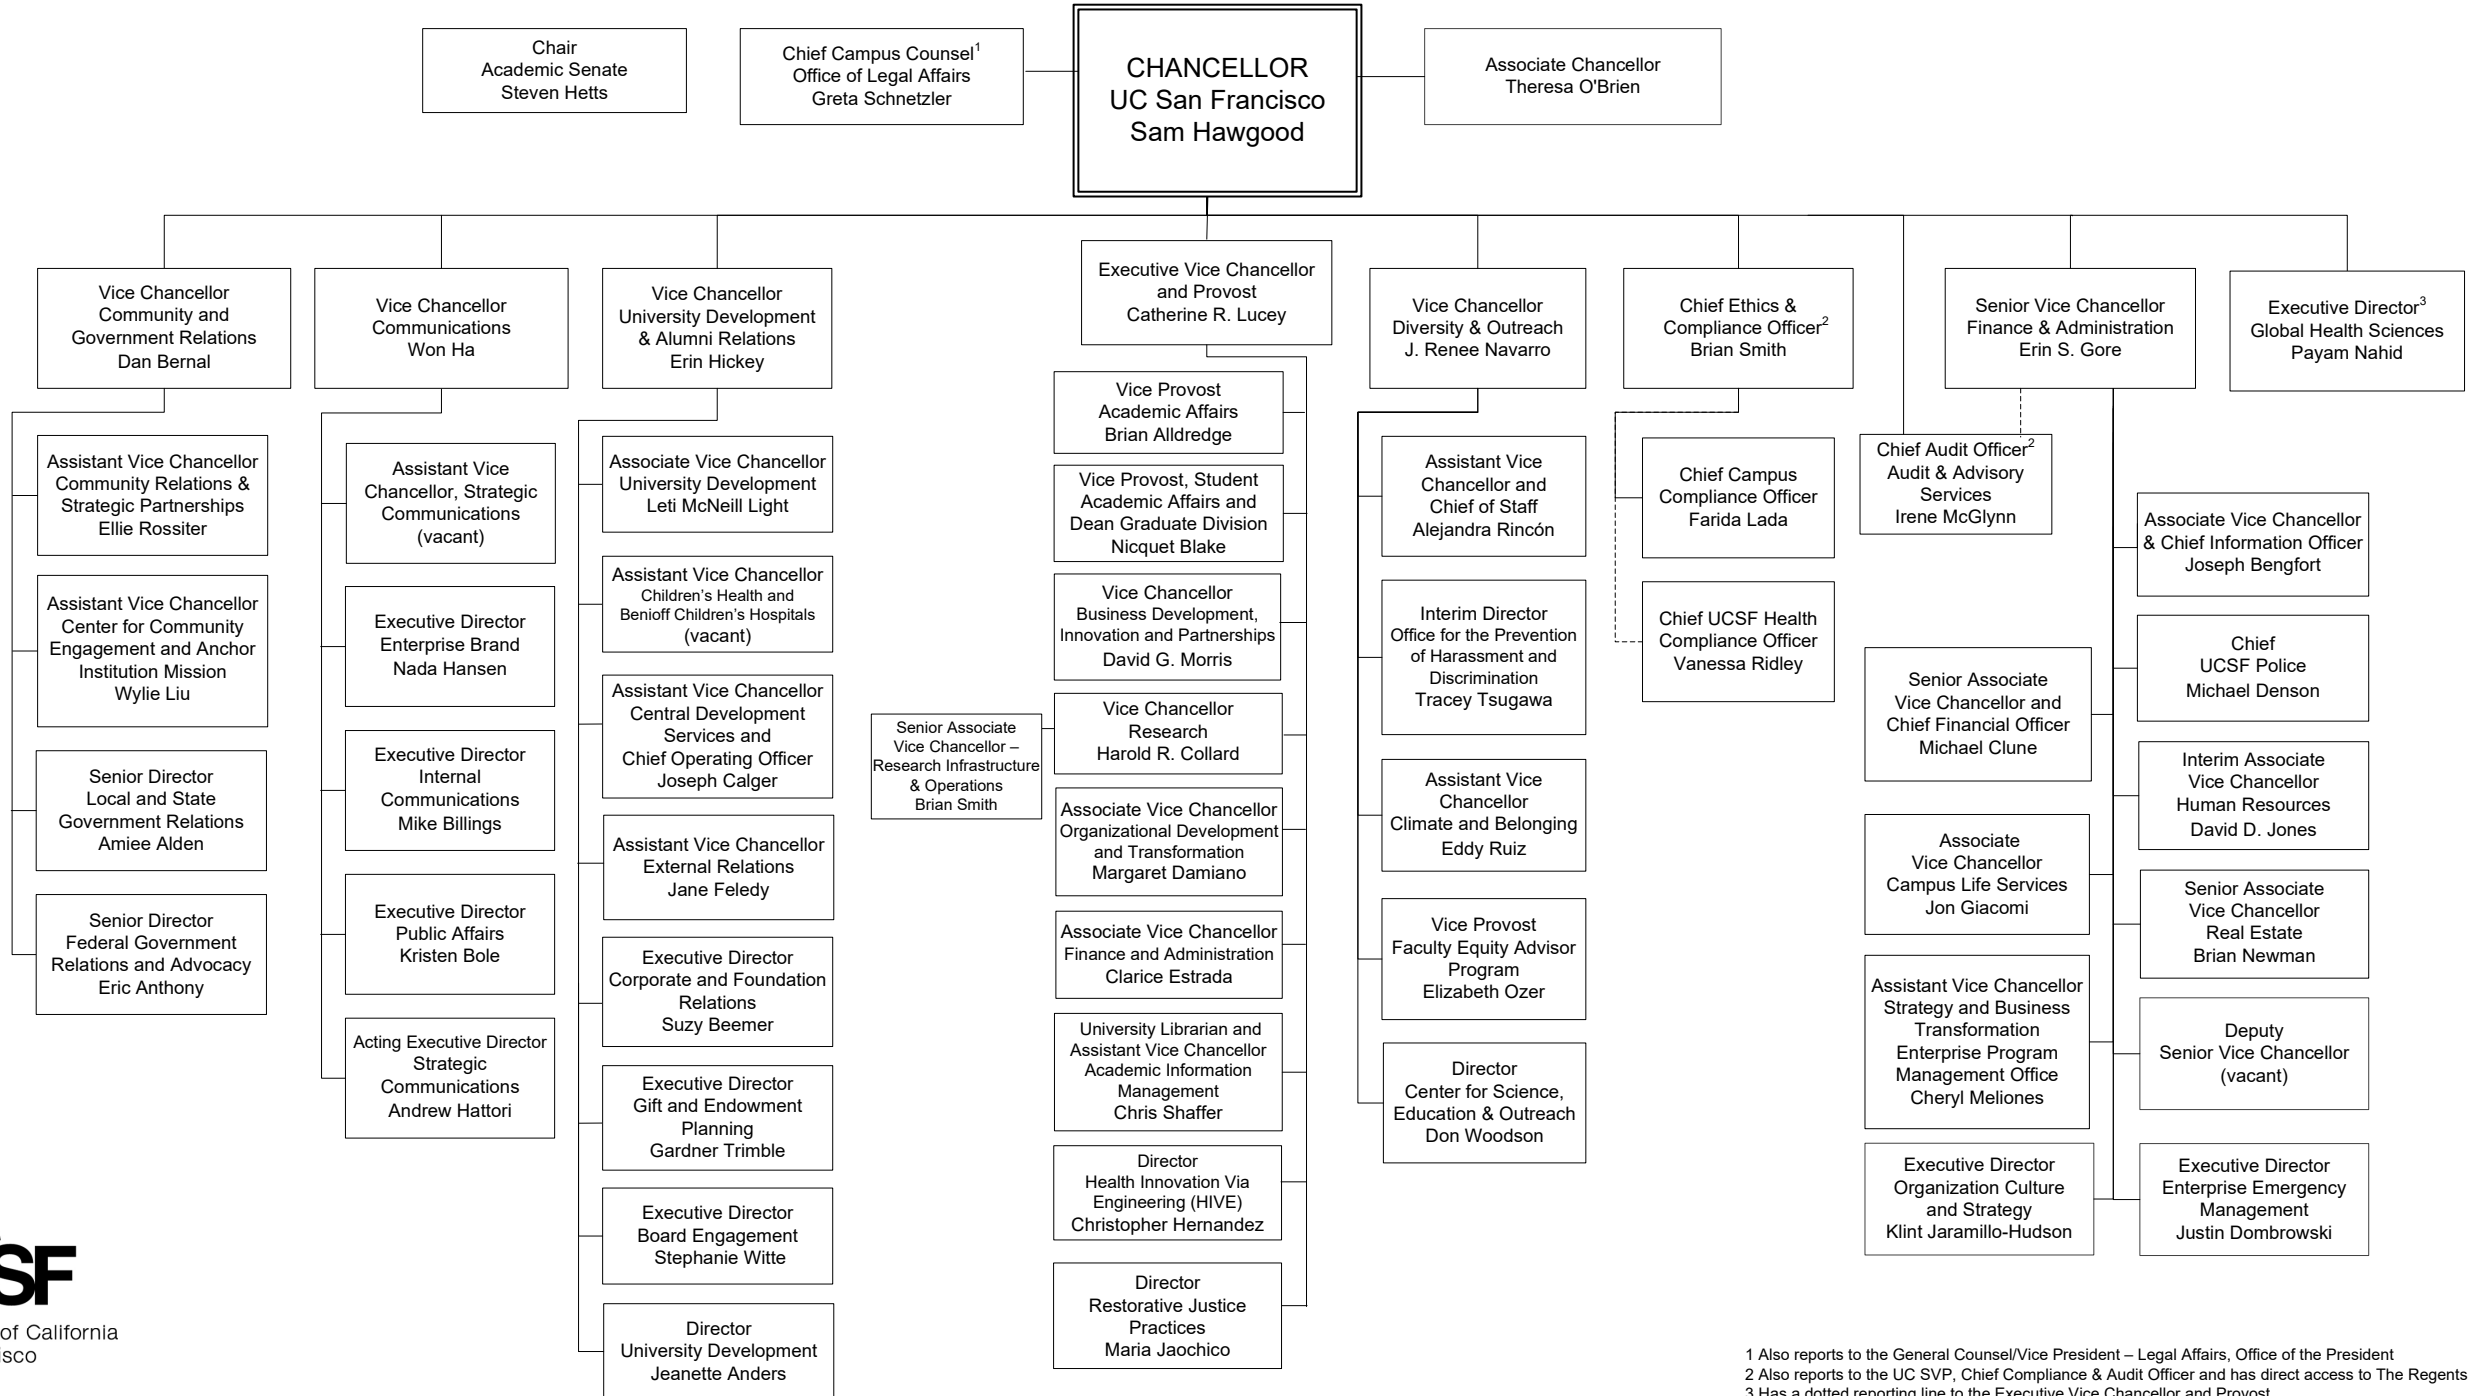 Chair
Academic Senate
Steven Hetts
Chief Campus Counsel1
Office of Legal Affairs
Greta Schnetzler
CHANCELLOR
UC San Francisco
Sam Hawgood
Associate Chancellor
Theresa O'Brien
Vice Chancellor
Community and
Government Relations
Dan Bernal
Assistant Vice Chancellor
Community Relations &
Strategic Partnerships
Ellie Rossiter
Assistant Vice Chancellor
Center for Community
Engagement and Anchor
Institution Mission
Wylie Liu
Senior Director
Local and State
Government Relations
Amiee Alden
Senior Director
Federal Government
Relations and Advocacy
Eric Anthony
Vice Chancellor
Communications
Won Ha
Assistant Vice
Chancellor, Strategic
Communications
(vacant)
Executive Director
Enterprise Brand
Nada Hansen
Executive Director
Internal
Communications
Mike Billings
Executive Director
Public Affairs
Kristen Bole
Acting Executive Director
Strategic
Communications
Andrew Hattori
Vice Chancellor
University Development
& Alumni Relations
Erin Hickey
Associate Vice Chancellor
University Development
Leti McNeill Light
Assistant Vice Chancellor
Children’s Health and
Benioff Children’s Hospitals
(vacant)
Assistant Vice Chancellor
Central Development
Services and
Chief Operating Officer
Joseph Calger
Assistant Vice Chancellor
External Relations
Jane Feledy
Executive Director
Corporate and Foundation
Relations
Suzy Beemer
Executive Director
Gift and Endowment
Planning
Gardner Trimble
Executive Director
Board Engagement
Stephanie Witte
Director
University Development
Jeanette Anders
Executive Vice Chancellor
and Provost
Catherine R. Lucey
Vice Provost
Academic Affairs
Brian Alldredge
Vice Provost, Student
Academic Affairs and
Dean Graduate Division
Nicquet Blake
Vice Chancellor
Business Development,
Innovation and Partnerships
David G. Morris
Vice Chancellor
Research
Harold R. Collard
Senior Associate
Vice Chancellor –
Research Infrastructure
& Operations
Brian Smith
Associate Vice Chancellor
Organizational Development
and Transformation
Margaret Damiano
Associate Vice Chancellor
Finance and Administration
Clarice Estrada
University Librarian and
Assistant Vice Chancellor
Academic Information
Management
Chris Shaffer
Director
Health Innovation Via
Engineering (HIVE)
Christopher Hernandez
Director
Restorative Justice
Practices
Maria Jaochico
Vice Chancellor
Diversity & Outreach
J. Renee Navarro
Assistant Vice
Chancellor and
Chief of Staff
Alejandra Rincón
Interim Director
Office for the Prevention
of Harassment and
Discrimination
Tracey Tsugawa
Assistant Vice
Chancellor
Climate and Belonging
Eddy Ruiz
Vice Provost
Faculty Equity Advisor
Program
Elizabeth Ozer
Director
Center for Science,
Education & Outreach
Don Woodson
Chief Ethics &
Compliance Officer2
Brian Smith
Chief Campus
Compliance Officer
Farida Lada
Chief UCSF Health
Compliance Officer
Vanessa Ridley
Chief Audit Officer2
Audit & Advisory
Services
Irene McGlynn
Senior Vice Chancellor
Finance & Administration
Erin S. Gore
Senior Associate
Vice Chancellor and
Chief Financial Officer
Michael Clune
Associate
Vice Chancellor
Campus Life Services
Jon Giacomi
Assistant Vice Chancellor
Strategy and Business
Transformation
Enterprise Program
Management Office
Cheryl Meliones
Executive Director
Organization Culture
and Strategy
Klint Jaramillo-Hudson
Associate Vice Chancellor
& Chief Information Officer
Joseph Bengfort
Chief
UCSF Police
Michael Denson
Interim Associate
Vice Chancellor
Human Resources
David D. Jones
Senior Associate
Vice Chancellor
Real Estate
Brian Newman
Deputy
Senior Vice Chancellor
(vacant)
Executive Director
Enterprise Emergency
Management
Justin Dombrowski
Executive Director3
Global Health Sciences
Payam Nahid
SF
of California
isco
1 Also reports to the General Counsel/Vice President – Legal Affairs, Office of the President
2 Also reports to the UC SVP, Chief Compliance & Audit Officer and has direct access to The Regents
3 Has a dotted reporting line to the Executive Vice Chancellor and Provost